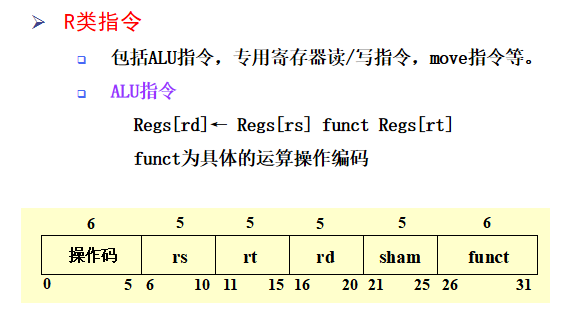 R类指令
包括ALU指令，专用寄存器读/写指令，move指令等。
ALU指令
Regs[rd]← Regs[rs] funct Regs[rt]
funct为具体的运算操作编码
6 5 5 5 5 6
操作码 rs rt rd sham funct
0 5 6 10 11 15 16 20 21 25 26 31